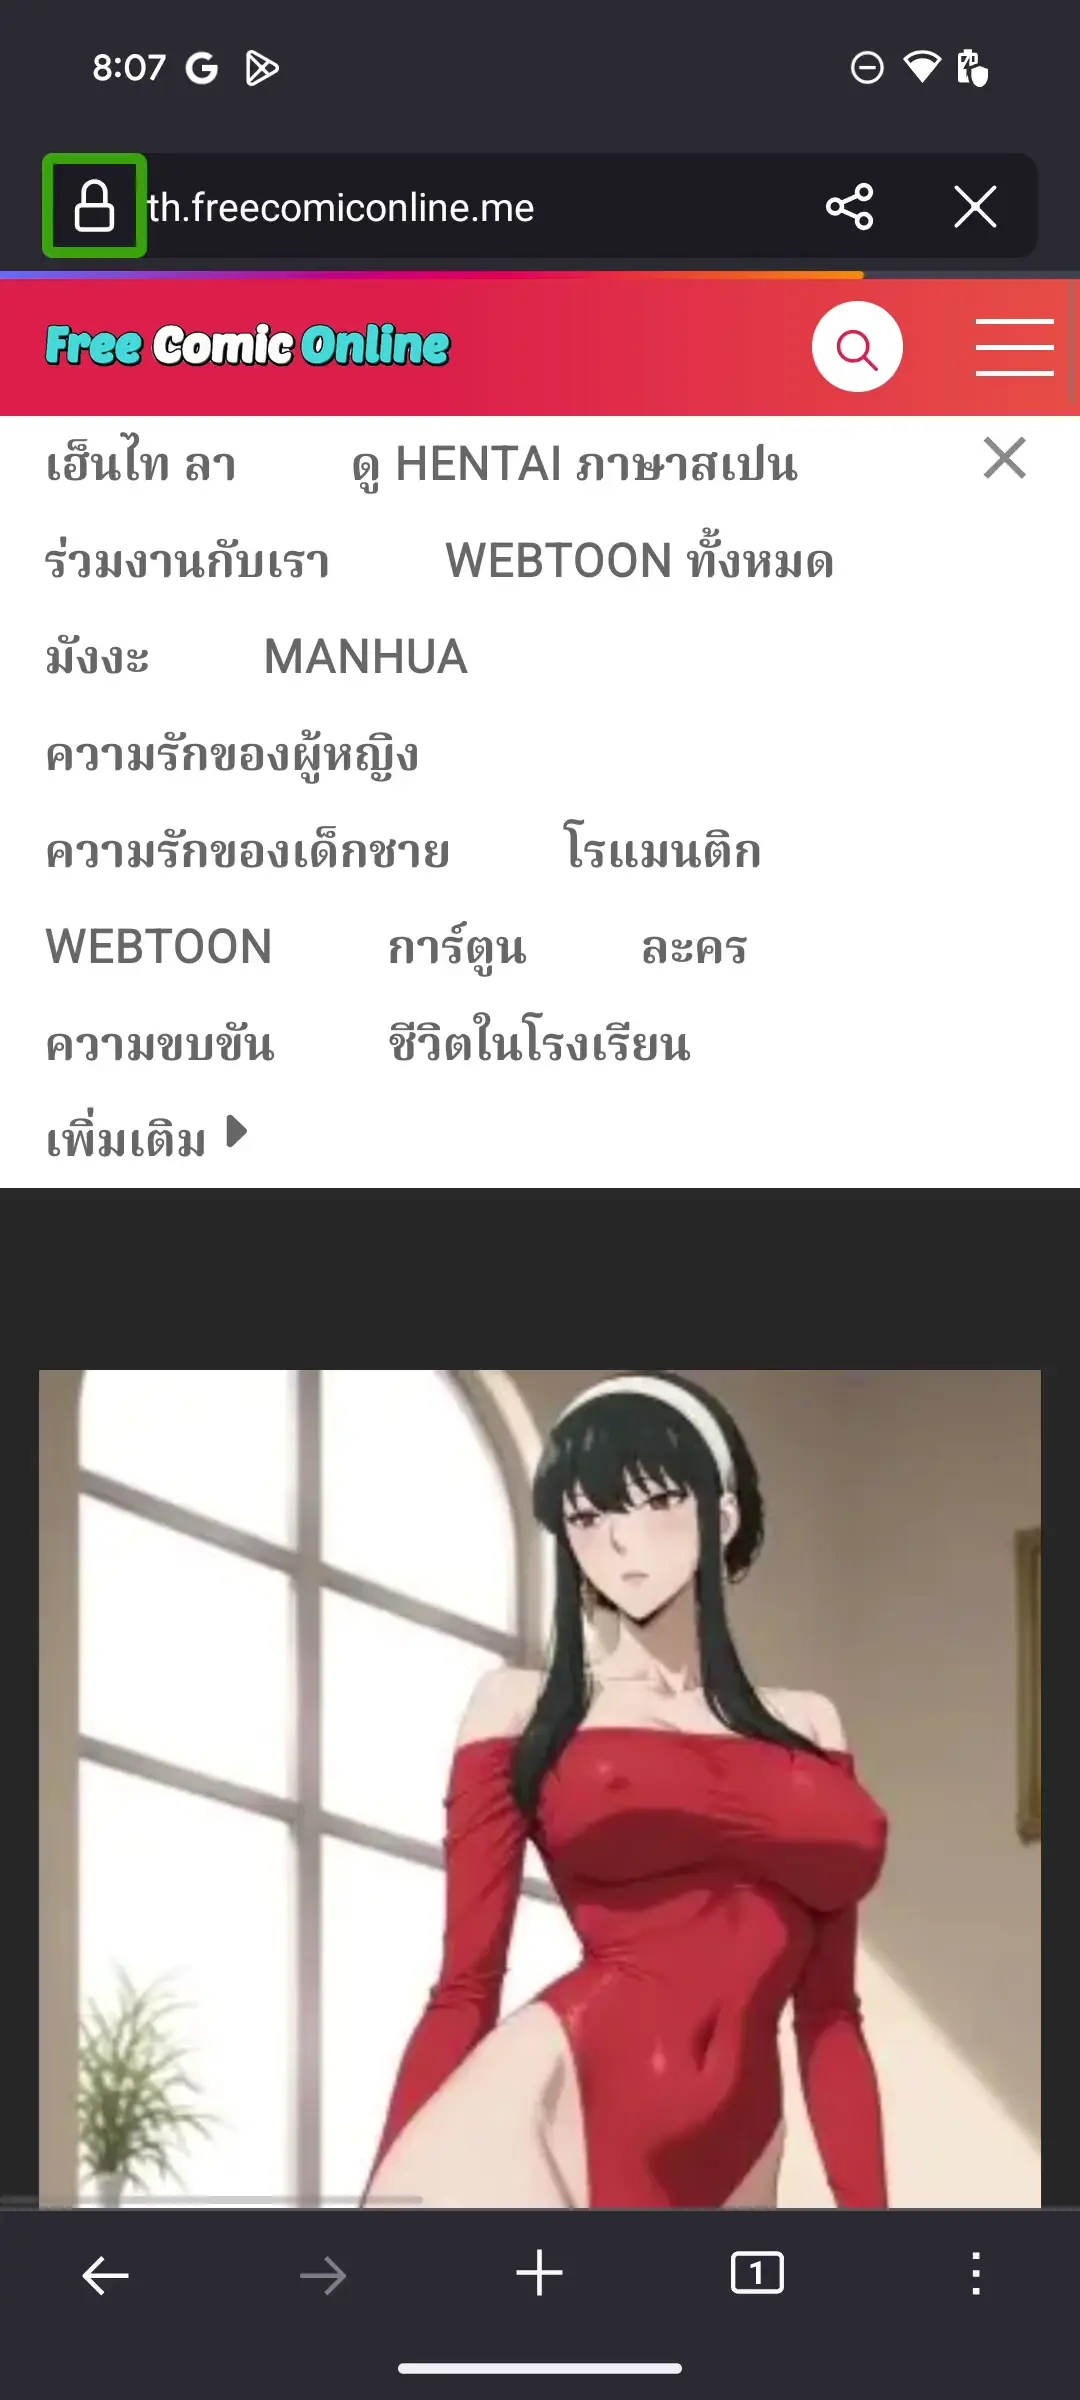 8:07
th.freecomiconline.me
Free Comic Online
เฮ็นไท ลา ดู HENTAI ภาษาสเปน
ร่วมงานกับเรา WEBTOON ทั้งหมด
มังงะ MANHUA
ความรักของผู้หญิง
ความรักของเด็กชาย โรแมนติก
WEBTOON การ์ตูน ละคร
ความขบขัน ชีวิตในโรงเรียน
เพิ่มเติม
1